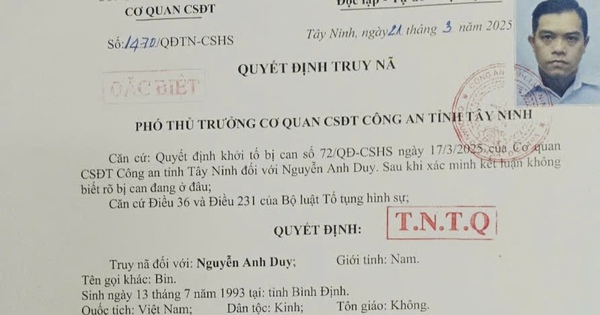 CƠ QUAN CSĐT
Độc lập - Tự do
Số: 1470/QĐTN-CSHS
Tây Ninh, ngày 21 tháng 3 năm 2025
QUYẾT ĐỊNH TRUY NÃ
ĐẶC BIỆT
PHÓ THỦ TRƯỞNG CƠ QUAN CSĐT CÔNG AN TỈNH TÂY NINH
Căn cứ: Quyết định khởi tố bị can số 72/QĐ-CSHS ngày 17/3/2025 của Cơ quan
CSĐT Công an tỉnh Tây Ninh đối với Nguyễn Anh Duy. Sau khi xác minh kết luận không
biết rõ bị can đang ở đâu;
Căn cứ Điều 36 và Điều 231 của Bộ luật Tố tụng hình sự;
QUYẾT ĐỊNH:
T.N.T.Q
Truy nã đối với: Nguyễn Anh Duy; Giới tính: Nam.
Tên gọi khác: Bin.
Sinh ngày 13 tháng 7 năm 1993 tại: tỉnh Bình Định.
Quốc tịch: Việt Nam; Dân tộc: Kinh; Tôn giáo: Không.